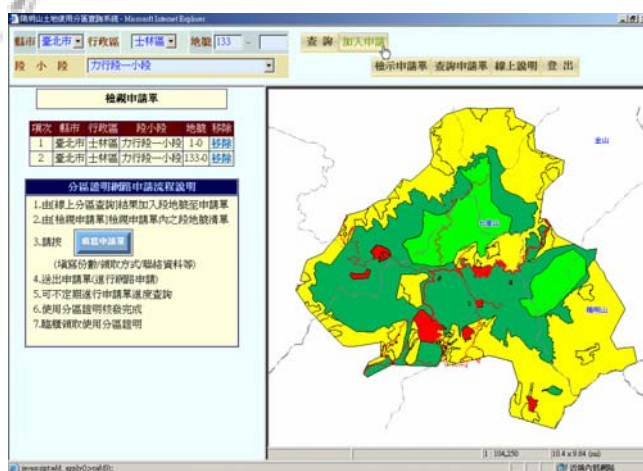 陽明山土地使用分區查詢系統 - Microsoft Internet Explorer
縣市 臺北市 行政區 士林區 地號 133 - 查詢 加入申請
段小段 力行段一小段 檢示申請單 查詢申請單 線上說明 登出
檢視申請單
項次 縣市 行政區 段小段 地號 移除
1 臺北市 士林區 力行段一小段 1-0 移除
2 臺北市 士林區 力行段一小段 133-0 移除
分區證明網路申請流程說明
1.由[線上分區查詢]結果加入段地號至申請單
2.由[檢視申請單]檢視申請單內之段地號清單
3.請按 填寫申請單
(填寫份數/領取方式/聯絡資料等)
4.送出申請單(進行網路申請)
5.可不定期進行申請單進度查詢
6.使用分區證明核發完成
7.臨櫃領取使用分區證明
金山
七星山
陽明山
1 : 104,250 10.4 x 9.84 (mi)
javascript:add_apply();void(0);
近端內部網路